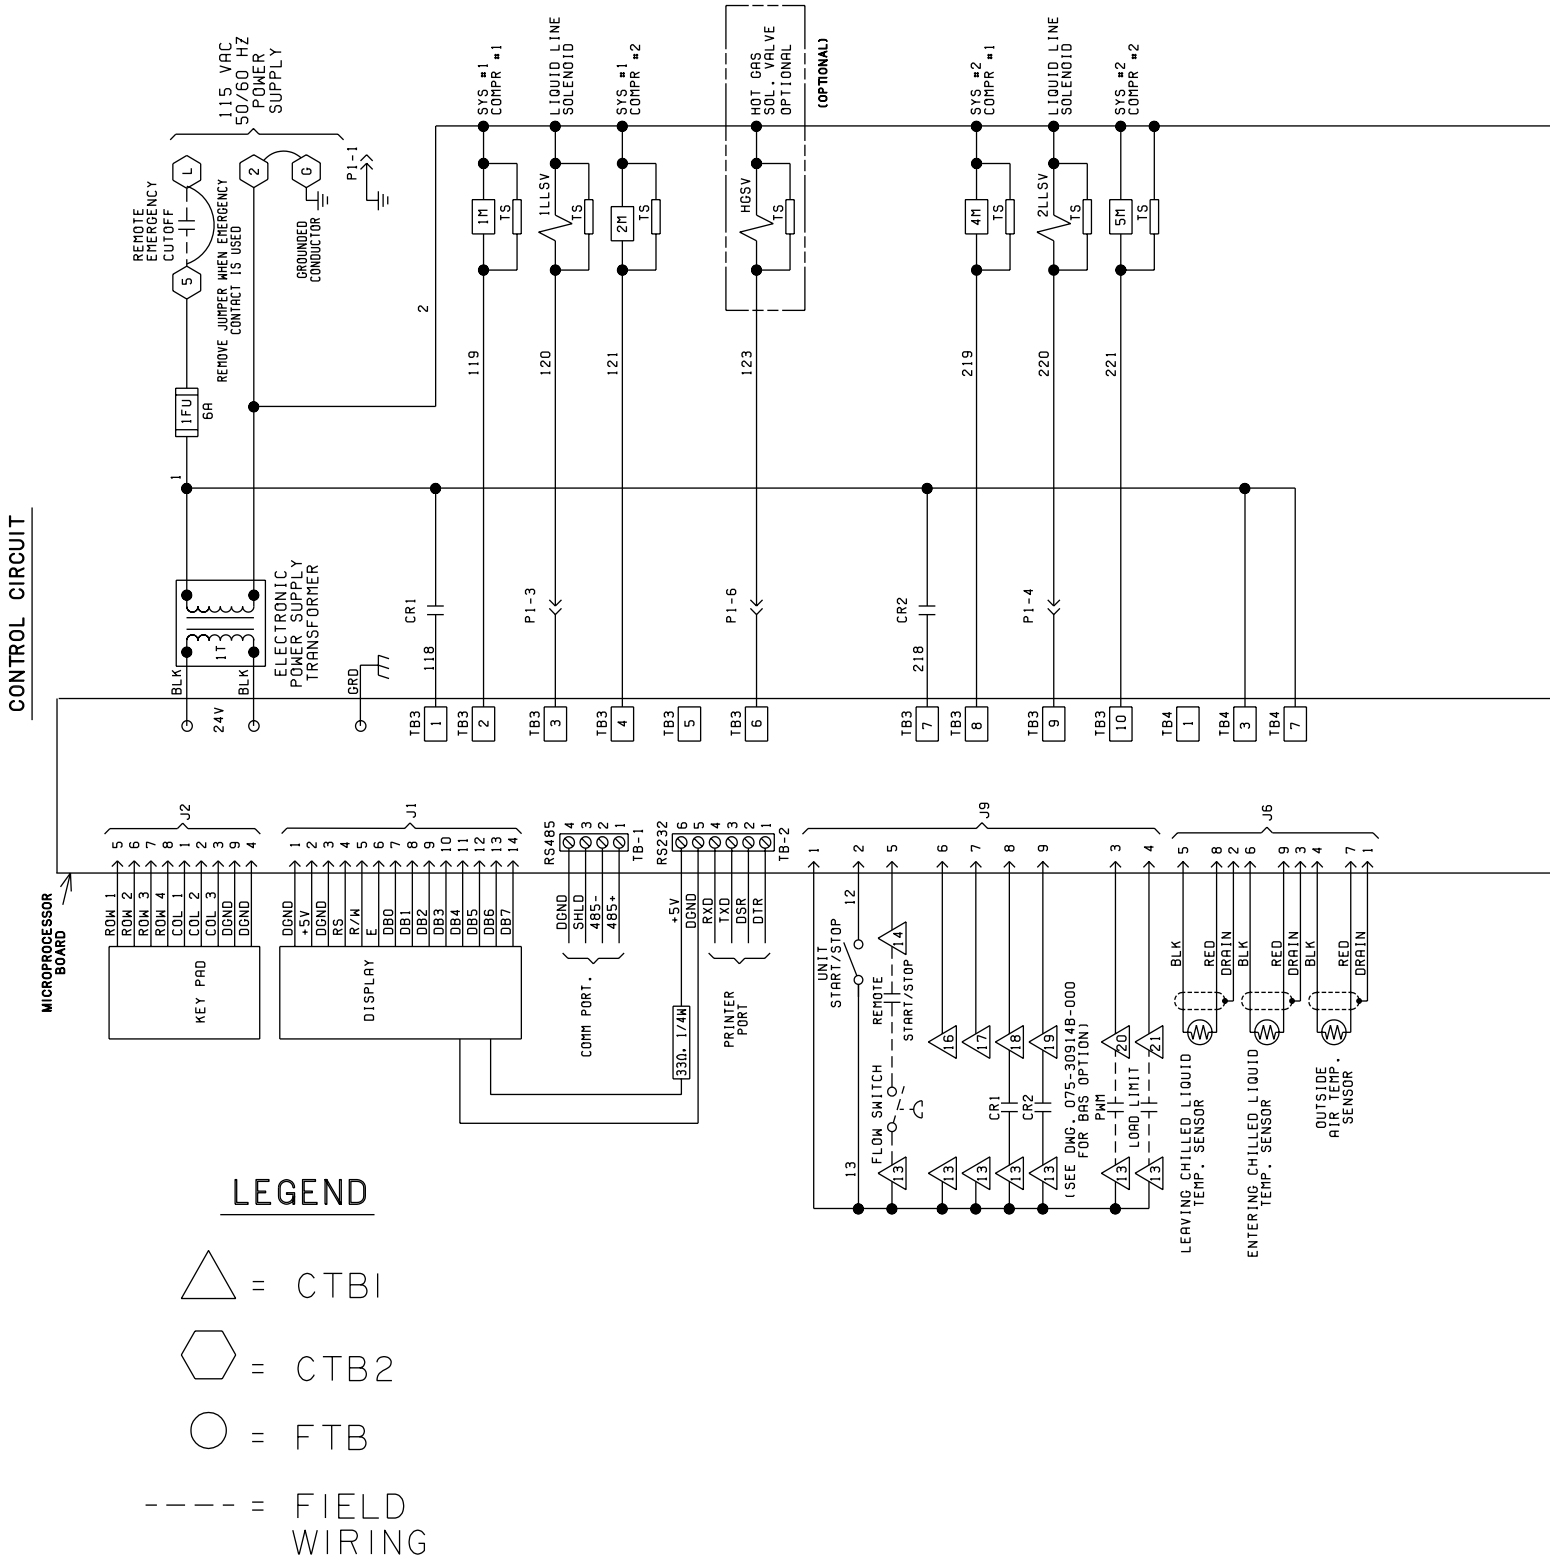 CONTROL CIRCUIT
115 VAC
50/60 HZ
POWER
SUPPLY
REMOTE
EMERGENCY
CUTOFF
L
5
2
G
P1-1
REMOVE JUMPER WHEN EMERGENCY
CONTACT IS USED
GROUNDED
CONDUCTOR
1FU
6A
1
2
1T
ELECTRONIC
POWER SUPPLY
TRANSFORMER
BLK
BLK
24V
GRD
SYS #1
COMPR #1
1M
TS
119
LIQUID LINE
SOLENOID
1LLSV
TS
120
SYS #1
COMPR #2
2M
TS
121
HOT GAS
SOL. VALVE
OPTIONAL
(OPTIONAL)
HGSV
TS
123
SYS #2
COMPR #1
4M
TS
219
LIQUID LINE
SOLENOID
2LLSV
TS
220
SYS #2
COMPR #2
5M
TS
221
CR1
118
P1-3
P1-6
CR2
218
P1-4
TB3
1
TB3
2
TB3
3
TB3
4
TB3
5
TB3
6
TB3
7
TB3
8
TB3
9
TB3
10
TB4
1
TB4
3
TB4
7
MICROPROCESSOR
BOARD
J2
5
6
7
8
1
2
3
9
4
ROW 1
ROW 2
ROW 3
ROW 4
COL 1
COL 2
COL 3
DGND
DGND
KEY PAD
J1
1
2
3
4
5
6
7
8
9
10
11
12
13
14
DGND
+5V
DGND
RS
R/W
E
DB0
DB1
DB2
DB3
DB4
DB5
DB6
DB7
DISPLAY
RS485
4
3
2
1
TB-1
DGND
SHLD
485-
485+
COMM PORT.
RS232
6
5
4
3
2
1
TB-2
+5V
DGND
RXD
TXD
DSR
DTR
PRINTER
PORT
33Ω. 1/4W
J9
1
2
5
6
7
8
9
3
4
12
UNIT
START/STOP
13
14
REMOTE
START/STOP
FLOW SWITCH
13
16
13
17
13
18
CR1
13
19
CR2
13
(SEE DWG. 075-30914B-000
FOR BAS OPTION)
20
PWM
13
21
LOAD LIMIT
13
J6
5
8
2
6
9
3
4
7
1
BLK
RED
DRAIN
BLK
RED
DRAIN
BLK
RED
DRAIN
LEAVING CHILLED LIQUID
TEMP. SENSOR
ENTERING CHILLED LIQUID
TEMP. SENSOR
OUTSIDE
AIR TEMP.
SENSOR
LEGEND
= CTB1
= CTB2
= FTB
= FIELD
WIRING